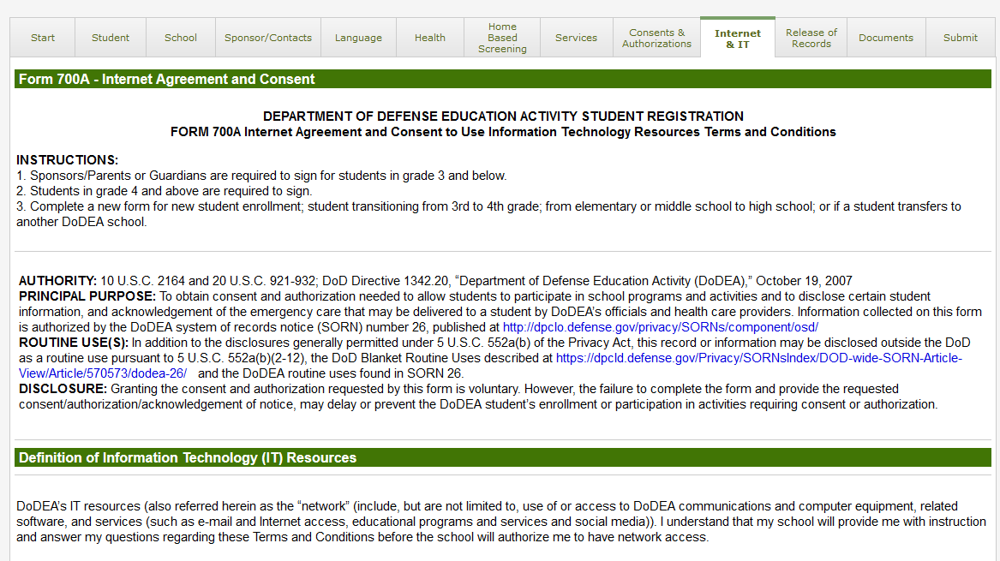 Start
Student
School
Sponsor/Contacts
Language
Health
Home
Based
Screening
Services
Consents &
Authorizations
Internet
& IT
Release of
Records
Documents
Submit
Form 700A - Internet Agreement and Consent
DEPARTMENT OF DEFENSE EDUCATION ACTIVITY STUDENT REGISTRATION
FORM 700A Internet Agreement and Consent to Use Information Technology Resources Terms and Conditions
INSTRUCTIONS:
1. Sponsors/Parents or Guardians are required to sign for students in grade 3 and below.
2. Students in grade 4 and above are required to sign.
3. Complete a new form for new student enrollment; student transitioning from 3rd to 4th grade; from elementary or middle school to high school; or if a student transfers to
another DoDEA school.
AUTHORITY: 10 U.S.C. 2164 and 20 U.S.C. 921-932; DoD Directive 1342.20, “Department of Defense Education Activity (DoDEA),” October 19, 2007
PRINCIPAL PURPOSE: To obtain consent and authorization needed to allow students to participate in school programs and activities and to disclose certain student
information, and acknowledgement of the emergency care that may be delivered to a student by DoDEA’s officials and health care providers. Information collected on this form
is authorized by the DoDEA system of records notice (SORN) number 26, published at http://dpclo.defense.gov/privacy/SORNs/component/osd/
ROUTINE USE(S): In addition to the disclosures generally permitted under 5 U.S.C. 552a(b) of the Privacy Act, this record or information may be disclosed outside the DoD
as a routine use pursuant to 5 U.S.C. 552a(b)(2-12), the DoD Blanket Routine Uses described at https://dpcld.defense.gov/Privacy/SORNsIndex/DOD-wide-SORN-Article-
View/Article/570573/dodea-26/ and the DoDEA routine uses found in SORN 26.
DISCLOSURE: Granting the consent and authorization requested by this form is voluntary. However, the failure to complete the form and provide the requested
consent/authorization/acknowledgement of notice, may delay or prevent the DoDEA student’s enrollment or participation in activities requiring consent or authorization.
Definition of Information Technology (IT) Resources
DoDEA’s IT resources (also referred herein as the “network” (include, but are not limited to, use of or access to DoDEA communications and computer equipment, related
software, and services (such as e-mail and Internet access, educational programs and services and social media)). I understand that my school will provide me with instruction
and answer my questions regarding these Terms and Conditions before the school will authorize me to have network access.